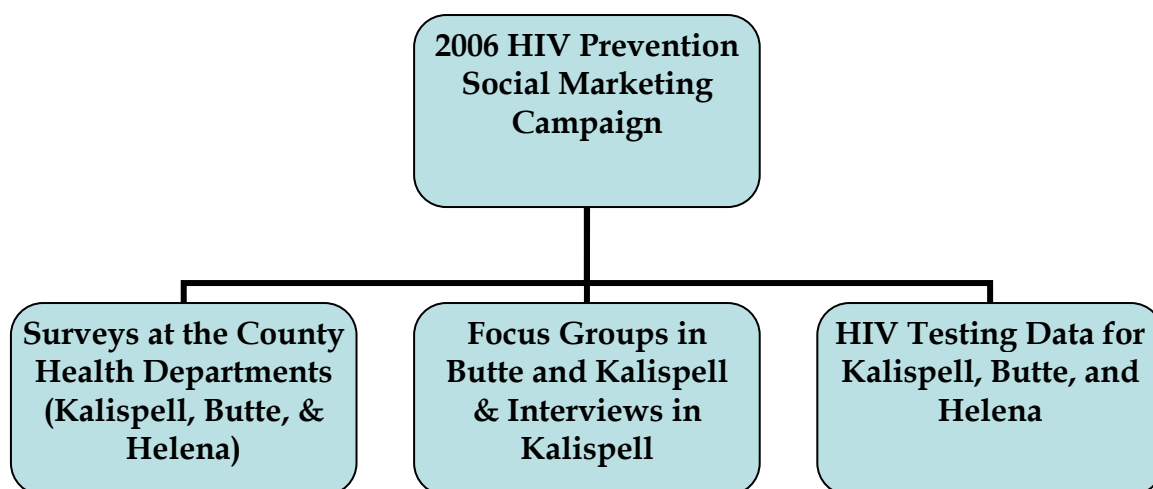 2006 HIV Prevention
Social Marketing
Campaign
Surveys at the County
Health Departments
(Kalispell, Butte, &
Helena)
Focus Groups in
Butte and Kalispell
& Interviews in
Kalispell
HIV Testing Data for
Kalispell, Butte, and
Helena